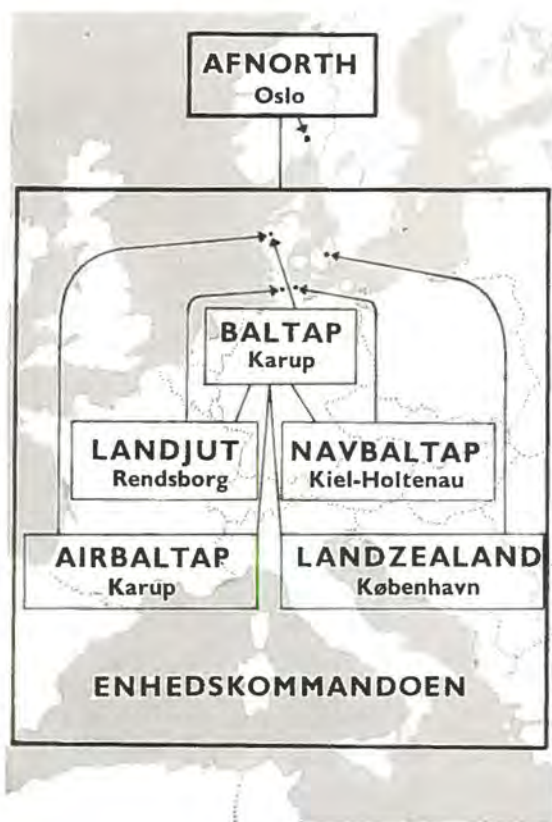 AFNORTH
Oslo
BALTAP
Karup
LANDJUT
Rendsborg
NAVBALTAP
Kiel-Holtenau
AIRBALTAP
Karup
LANDZEALAND
København
ENHEDSKOMMANDOEN